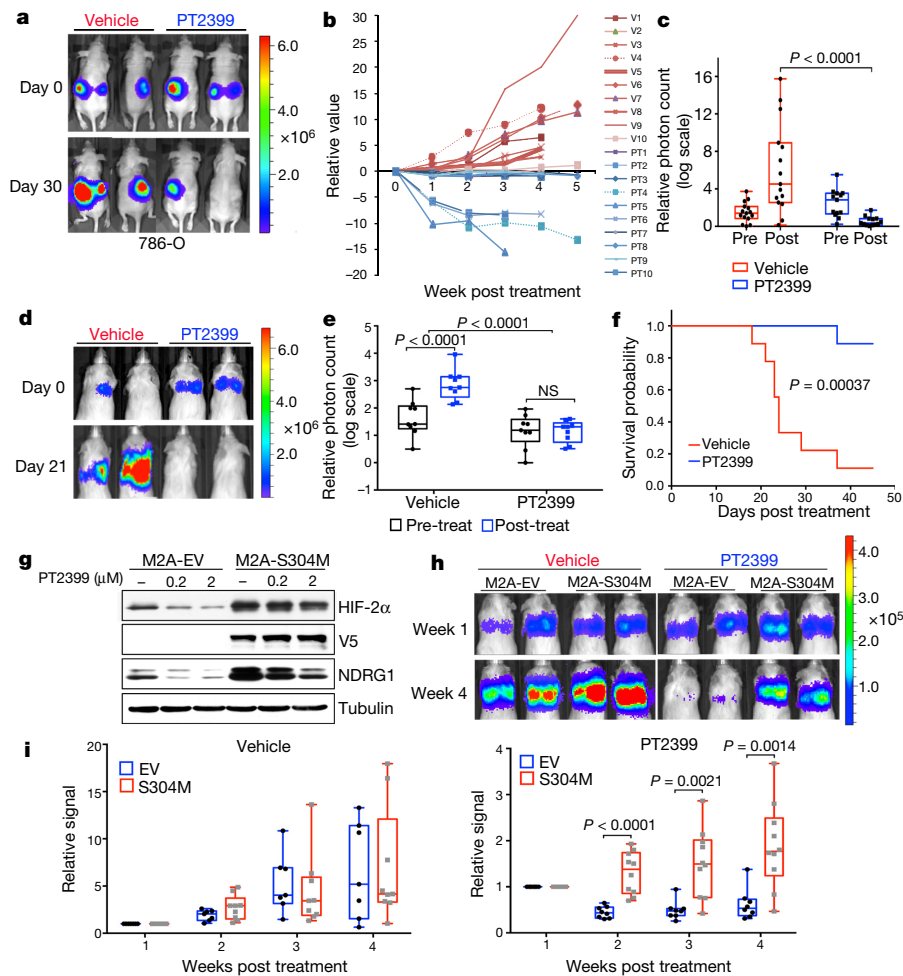 a
Vehicle PT2399
Day 0
Day 30
786-O
6.0
4.0
×10⁶
2.0
b
Relative value
30
25
20
15
10
5
0
−5
−10
−15
−20
0 1 2 3 4 5
Week post treatment
V1
V2
V3
V4
V5
V6
V7
V8
V9
V10
PT1
PT2
PT3
PT4
PT5
PT6
PT7
PT8
PT9
PT10
c
Relative photon count
(log scale)
P < 0.0001
16
12
8
4
0
Pre Post Pre Post
Vehicle
PT2399
d
Vehicle PT2399
Day 0
Day 21
6.0
4.0
×10⁶
2.0
e
Relative photon count
(log scale)
P < 0.0001
P < 0.0001
NS
5
4
3
2
1
0
−1
Vehicle PT2399
Pre-treat Post-treat
f
Survival probability
1.0
0.8
0.6
0.4
0.2
0.0
P = 0.00037
Vehicle
PT2399
0 10 20 30 40 50
Days post treatment
g
M2A-EV M2A-S304M
PT2399 (μM) – 0.2 2 – 0.2 2
HIF-2α
V5
NDRG1
Tubulin
h
Vehicle PT2399
M2A-EV M2A-S304M M2A-EV M2A-S304M
Week 1
Week 4
4.0
3.0
×10⁵
2.0
1.0
i
Vehicle
EV
S304M
Relative signal
20
15
10
5
0
1 2 3 4
Weeks post treatment
PT2399
EV
S304M
P < 0.0001
P = 0.0021
P = 0.0014
Relative signal
4
3
2
1
0
1 2 3 4
Weeks post treatment